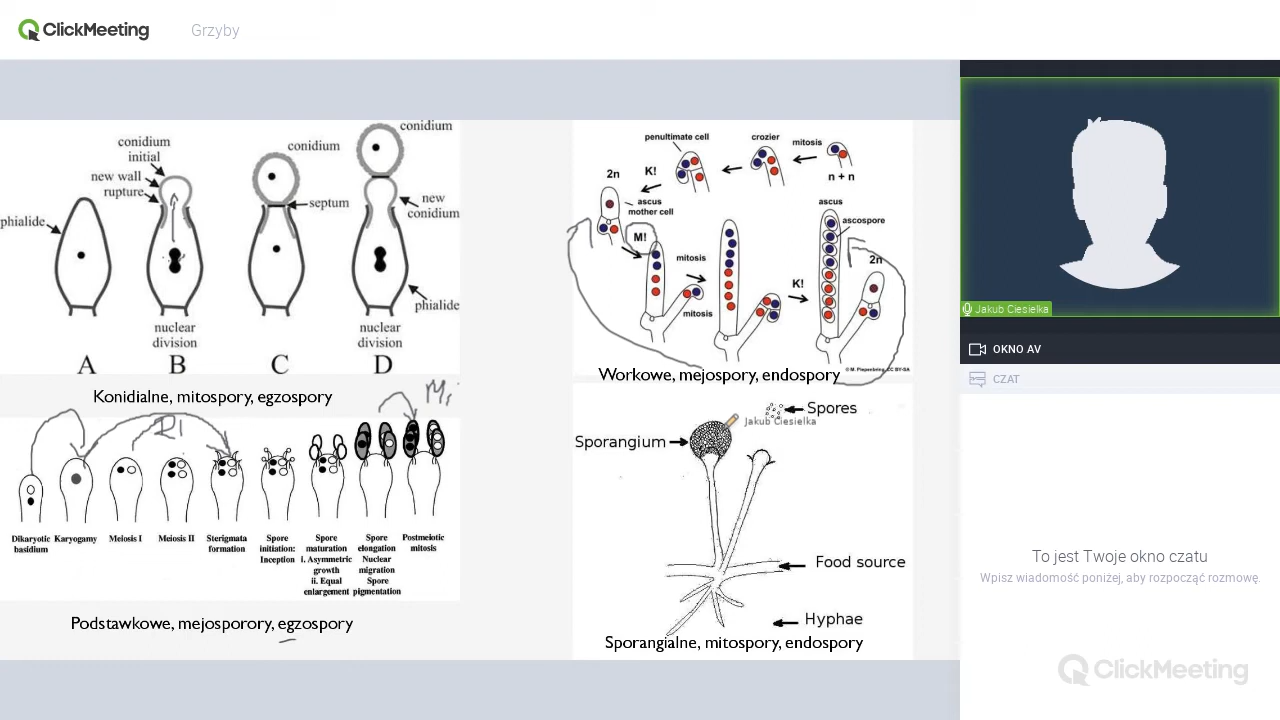 ClickMeeting
Grzyby
conidium
initial
new wall
rupture
phialide
conidium
septum
conidium
new
conidium
phialide
nuclear
division
nuclear
division
A
B
C
D
Konidialne, mitospory, egzospory
penultimate cell
crozier
mitosis
n + n
K!
2n
ascus
mother cell
M!
mitosis
mitosis
K!
ascus
ascospore
2n
© M. Piepenbring, CC BY-SA
Workowe, mejospory, endospory
Dikaryotic
basidium
Karyogamy
Meiosis I
Meiosis II
Sterigmata
formation
Spore
initiation:
Inception
Spore
maturation
i. Asymmetric
growth
ii. Equal
enlargement
Spore
elongation
Nuclear
migration
Spore
pigmentation
Postmeiotic
mitosis
Podstawkowe, mejosporory, egzospory
Spores
Jakub Ciesielka
Sporangium
Food source
Hyphae
Sporangialne, mitospory, endospory
Jakub Ciesielka
OKNO AV
CZAT
To jest Twoje okno czatu
Wpisz wiadomość poniżej, aby rozpocząć rozmowę.
ClickMeeting